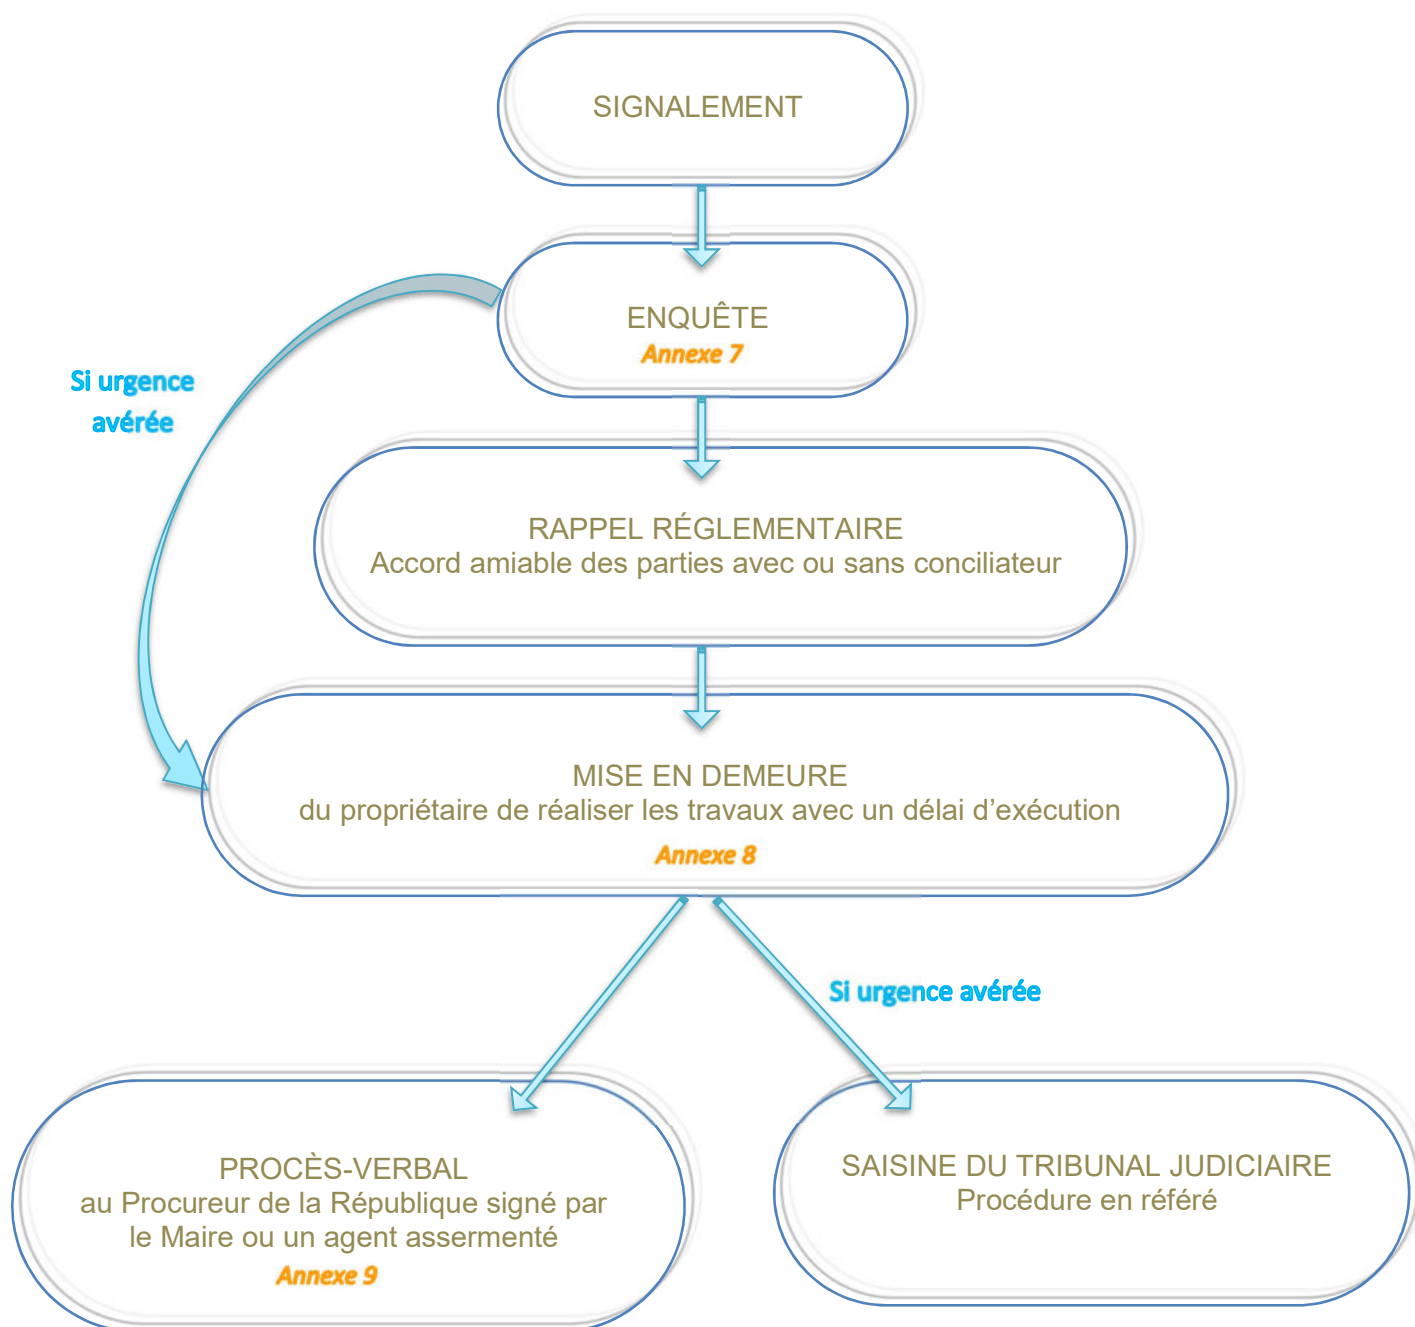 SIGNALEMENT
ENQUÊTE
Annexe 7
Si urgence
avérée
RAPPEL RÉGLEMENTAIRE
Accord amiable des parties avec ou sans conciliateur
MISE EN DEMEURE
du propriétaire de réaliser les travaux avec un délai d’exécution
Annexe 8
Si urgence avérée
PROCÈS-VERBAL
au Procureur de la République signé par
le Maire ou un agent assermenté
Annexe 9
SAISINE DU TRIBUNAL JUDICIAIRE
Procédure en référé